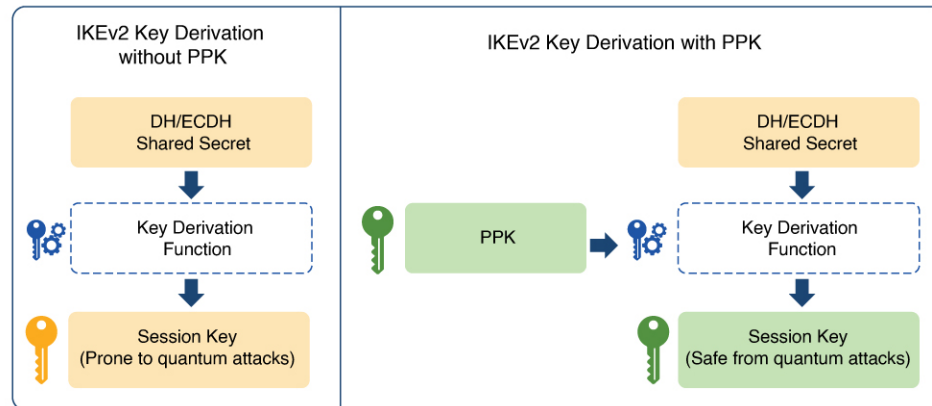 IKEv2 Key Derivation
without PPK
DH/ECDH
Shared Secret
Key Derivation
Function
Session Key
(Prone to quantum attacks)
IKEv2 Key Derivation with PPK
DH/ECDH
Shared Secret
PPK
Key Derivation
Function
Session Key
(Safe from quantum attacks)